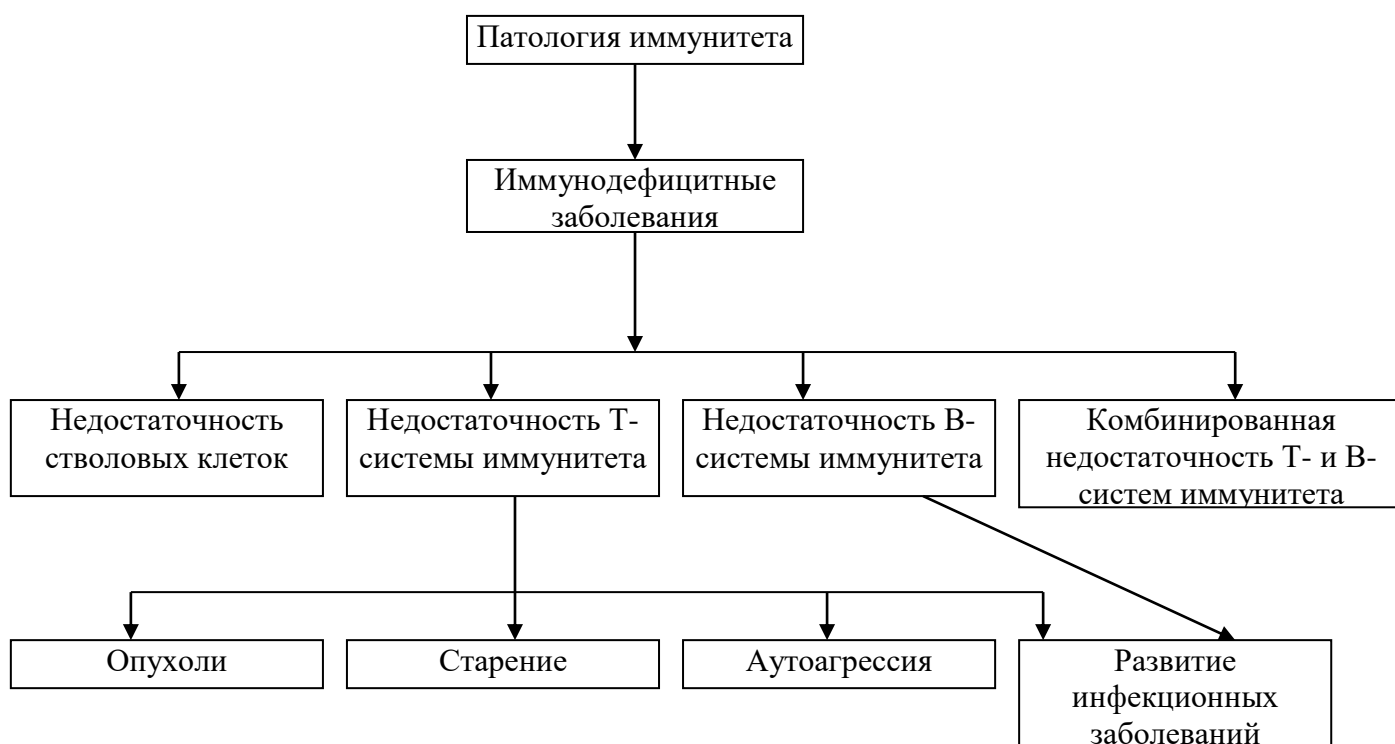 Патология иммунитета
Иммунодефицитные
заболевания
Недостаточность
стволовых клеток
Недостаточность Т-
системы иммунитета
Недостаточность В-
системы иммунитета
Комбинированная
недостаточность Т- и В-
систем иммунитета
Опухоли
Старение
Аутоагрессия
Развитие
инфекционных
заболеваний